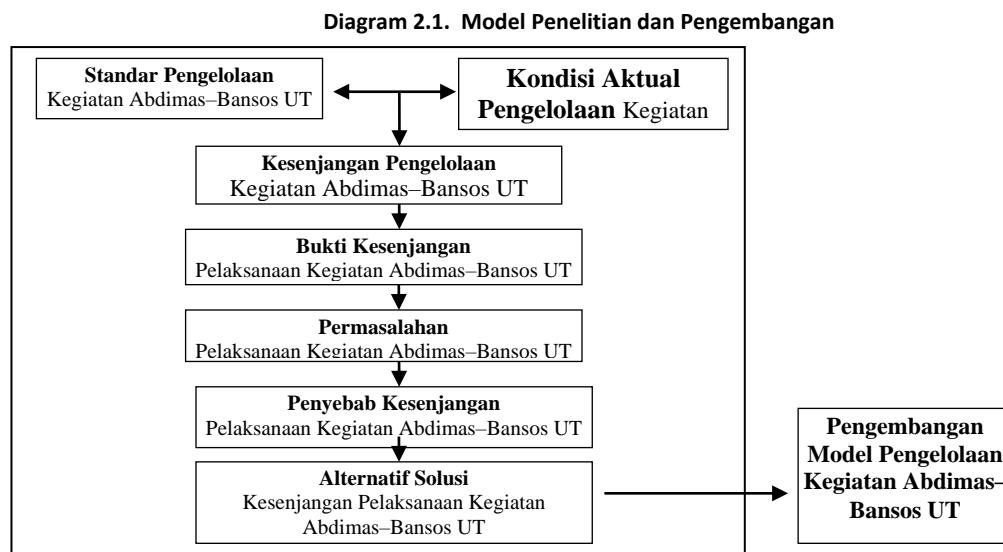 Diagram 2.1. Model Penelitian dan Pengembangan
Standar Pengelolaan
Kegiatan Abdimas–Bansos UT
Kondisi Aktual
Pengelolaan Kegiatan
Kesenjangan Pengelolaan
Kegiatan Abdimas–Bansos UT
Bukti Kesenjangan
Pelaksanaan Kegiatan Abdimas–Bansos UT
Permasalahan
Pelaksanaan Kegiatan Abdimas–Bansos UT
Penyebab Kesenjangan
Pelaksanaan Kegiatan Abdimas–Bansos UT
Alternatif Solusi
Kesenjangan Pelaksanaan Kegiatan
Abdimas–Bansos UT
Pengembangan
Model Pengelolaan
Kegiatan Abdimas–
Bansos UT